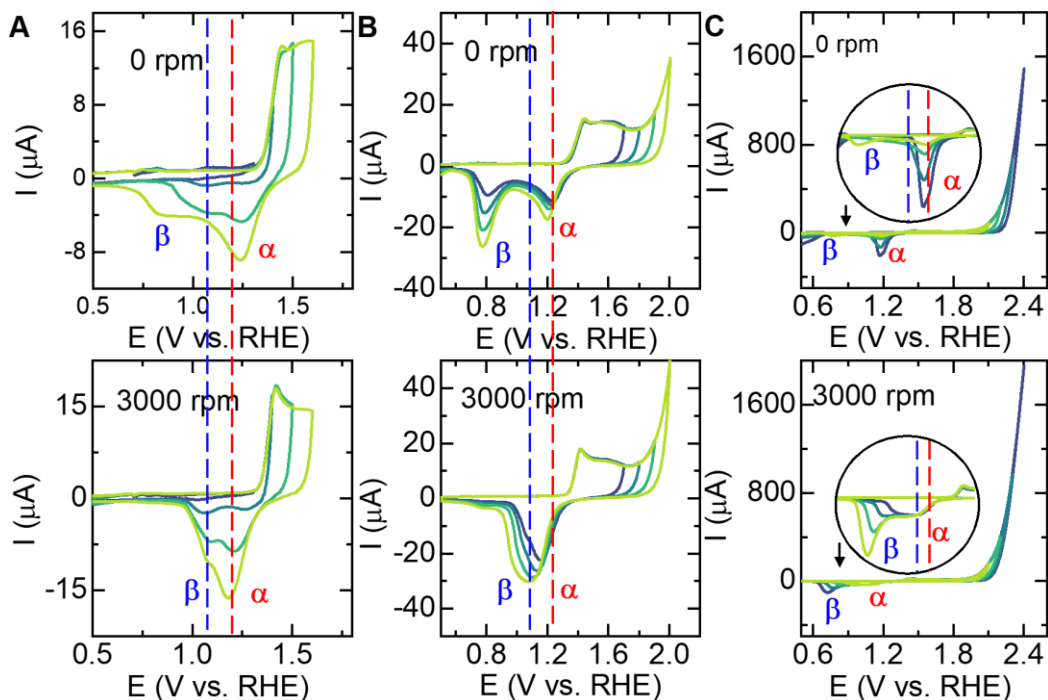 A
I (µA)
16
8
0
-8
0 rpm
β
α
0.5
1.0
1.5
E (V vs. RHE)
I (µA)
15
0
-15
3000 rpm
β
α
0.5
1.0
1.5
E (V vs. RHE)
B
I (µA)
40
20
0
-20
-40
0 rpm
β
α
0.8
1.2
1.6
2.0
E (V vs. RHE)
I (µA)
40
20
0
-20
-40
3000 rpm
β
α
0.8
1.2
1.6
2.0
E (V vs. RHE)
C
I (µA)
1600
800
0
0 rpm
β
α
β
α
0.6
1.2
1.8
2.4
E (V vs. RHE)
I (µA)
1600
800
0
3000 rpm
β
α
β
α
0.6
1.2
1.8
2.4
E (V vs. RHE)